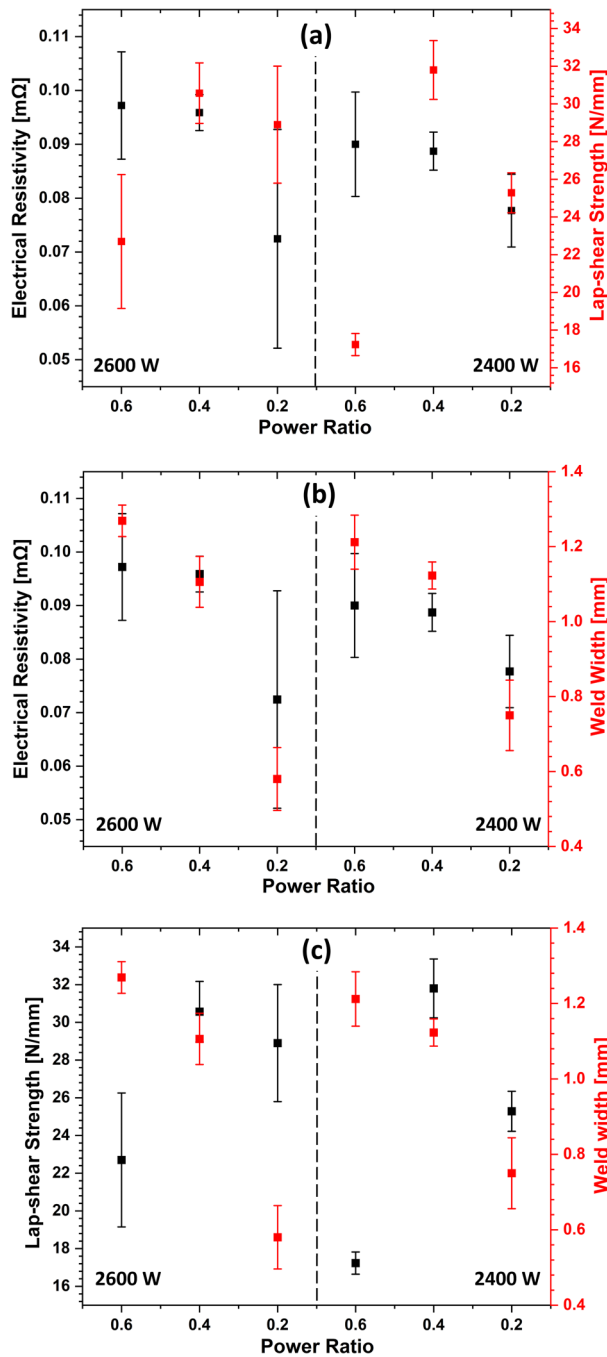 (a)
Electrical Resistivity [mΩ]
0.11
0.10
0.09
0.08
0.07
0.06
0.05
Lap-shear Strength [N/mm]
34
32
30
28
26
24
22
20
18
16
2600 W
2400 W
0.6 0.4 0.2 0.6 0.4 0.2
Power Ratio
(b)
Electrical Resistivity [mΩ]
0.11
0.10
0.09
0.08
0.07
0.06
0.05
Weld Width [mm]
1.4
1.2
1.0
0.8
0.6
0.4
2600 W
2400 W
0.6 0.4 0.2 0.6 0.4 0.2
Power Ratio
(c)
Lap-shear Strength [N/mm]
34
32
30
28
26
24
22
20
18
16
Weld width [mm]
1.4
1.2
1.0
0.8
0.6
0.4
2600 W
2400 W
0.6 0.4 0.2 0.6 0.4 0.2
Power Ratio